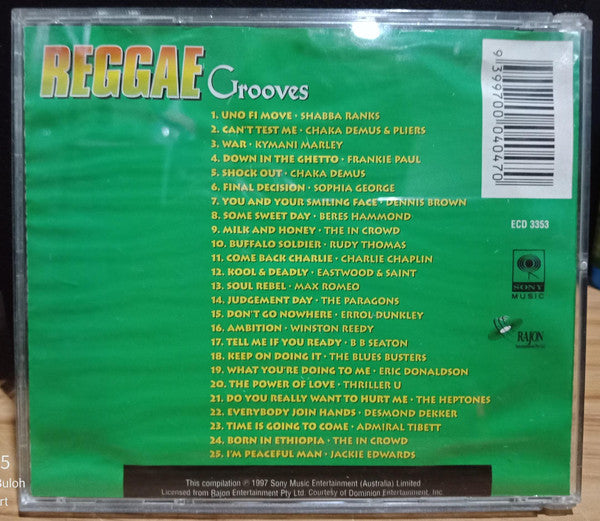 REGGAE Grooves
9399700040470
1. UNO FI MOVE · SHABBA RANKS
2. CAN'T TEST ME · CHAKA DEMUS & PLIERS
3. WAR · KYMANI MARLEY
4. DOWN IN THE GHETTO · FRANKIE PAUL
5. SHOCK OUT · CHAKA DEMUS
6. FINAL DECISION · SOPHIA GEORGE
7. YOU AND YOUR SMILING FACE · DENNIS BROWN
8. SOME SWEET DAY · BERES HAMMOND
9. MILK AND HONEY · THE IN CROWD
10. BUFFALO SOLDIER · RUDY THOMAS
11. COME BACK CHARLIE · CHARLIE CHAPLIN
12. KOOL & DEADLY · EASTWOOD & SAINT
13. SOUL REBEL · MAX ROMEO
14. JUDGEMENT DAY · THE PARAGONS
15. DON'T GO NOWHERE · ERROL DUNKLEY
16. AMBITION · WINSTON REEDY
17. TELL ME IF YOU READY · B B SEATON
18. KEEP ON DOING IT · THE BLUES BUSTERS
19. WHAT YOU'RE DOING TO ME · ERIC DONALDSON
20. THE POWER OF LOVE · THRILLER U
21. DO YOU REALLY WANT TO HURT ME · THE HEPTONES
22. EVERYBODY JOIN HANDS · DESMOND DEKKER
23. TIME IS GOING TO COME · ADMIRAL TIBETT
24. BORN IN ETHIOPIA · THE IN CROWD
25. I'M PEACEFUL MAN · JACKIE EDWARDS
ECD 3353
SONY
MUSIC
RAJON
This compilation ℗ 1997 Sony Music Entertainment (Australia) Limited
Licensed from Rajon Entertainment Pty Ltd. Courtesy of Dominion Entertainment, Inc.
5
Buloh
rt